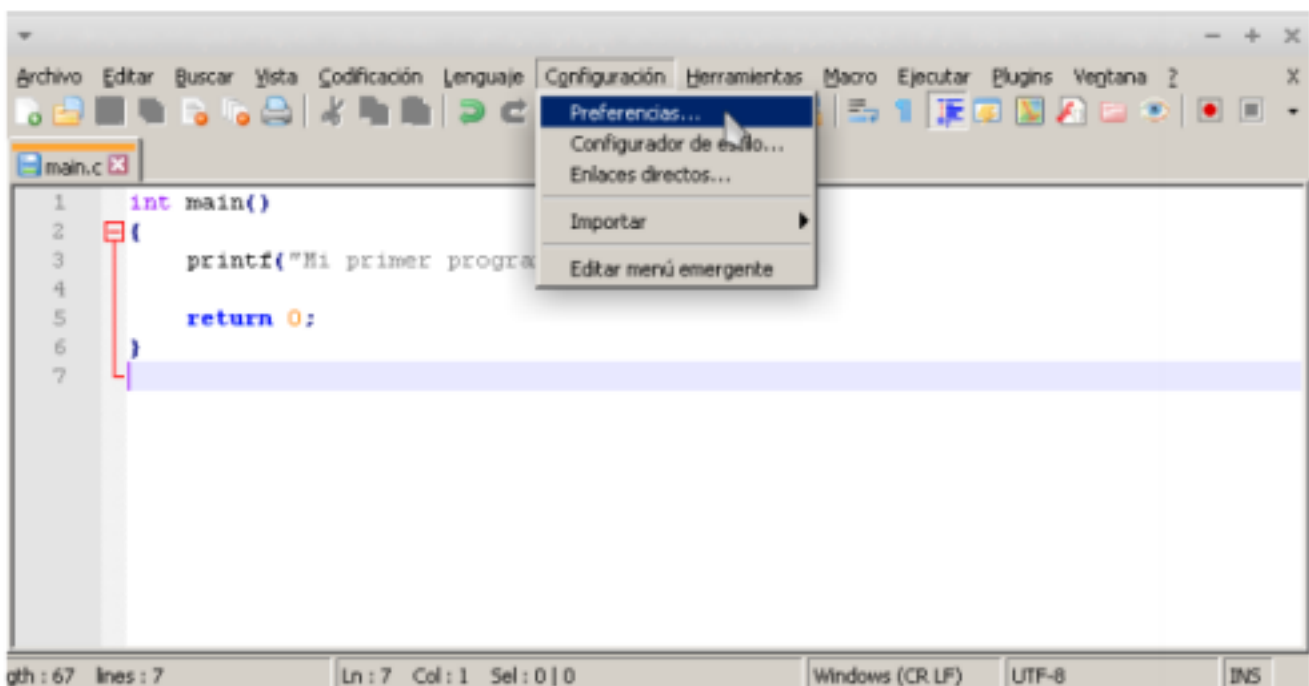 Archivo Editar Buscar Vista Codificación Lenguaje Configuración Herramientas Macro Ejecutar Plugins Ventana ? X
Preferencias...
Configurador de estilo...
Enlaces directos...
Importar
Editar menú emergente
main.c
1 int main()
2 {
3 printf("Mi primer progra
4
5 return 0;
6 }
7
gth : 67 lines : 7 Ln : 7 Col : 1 Sel : 0 | 0 Windows (CR LF) UTF-8 INS